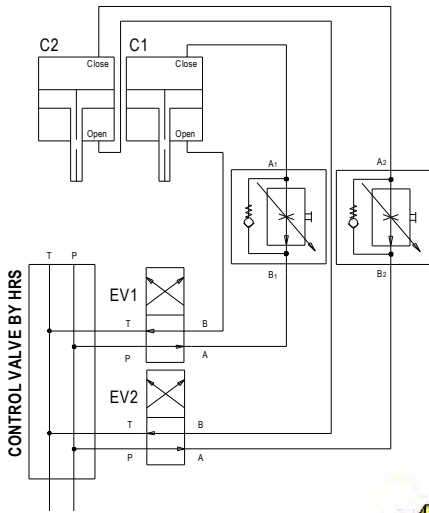 C2 C1
Close Close
Open Open
A1 A2
B1 B2
T P
CONTROL VALVE BY HRS
EV1
T B
P A
EV2
T B
P A